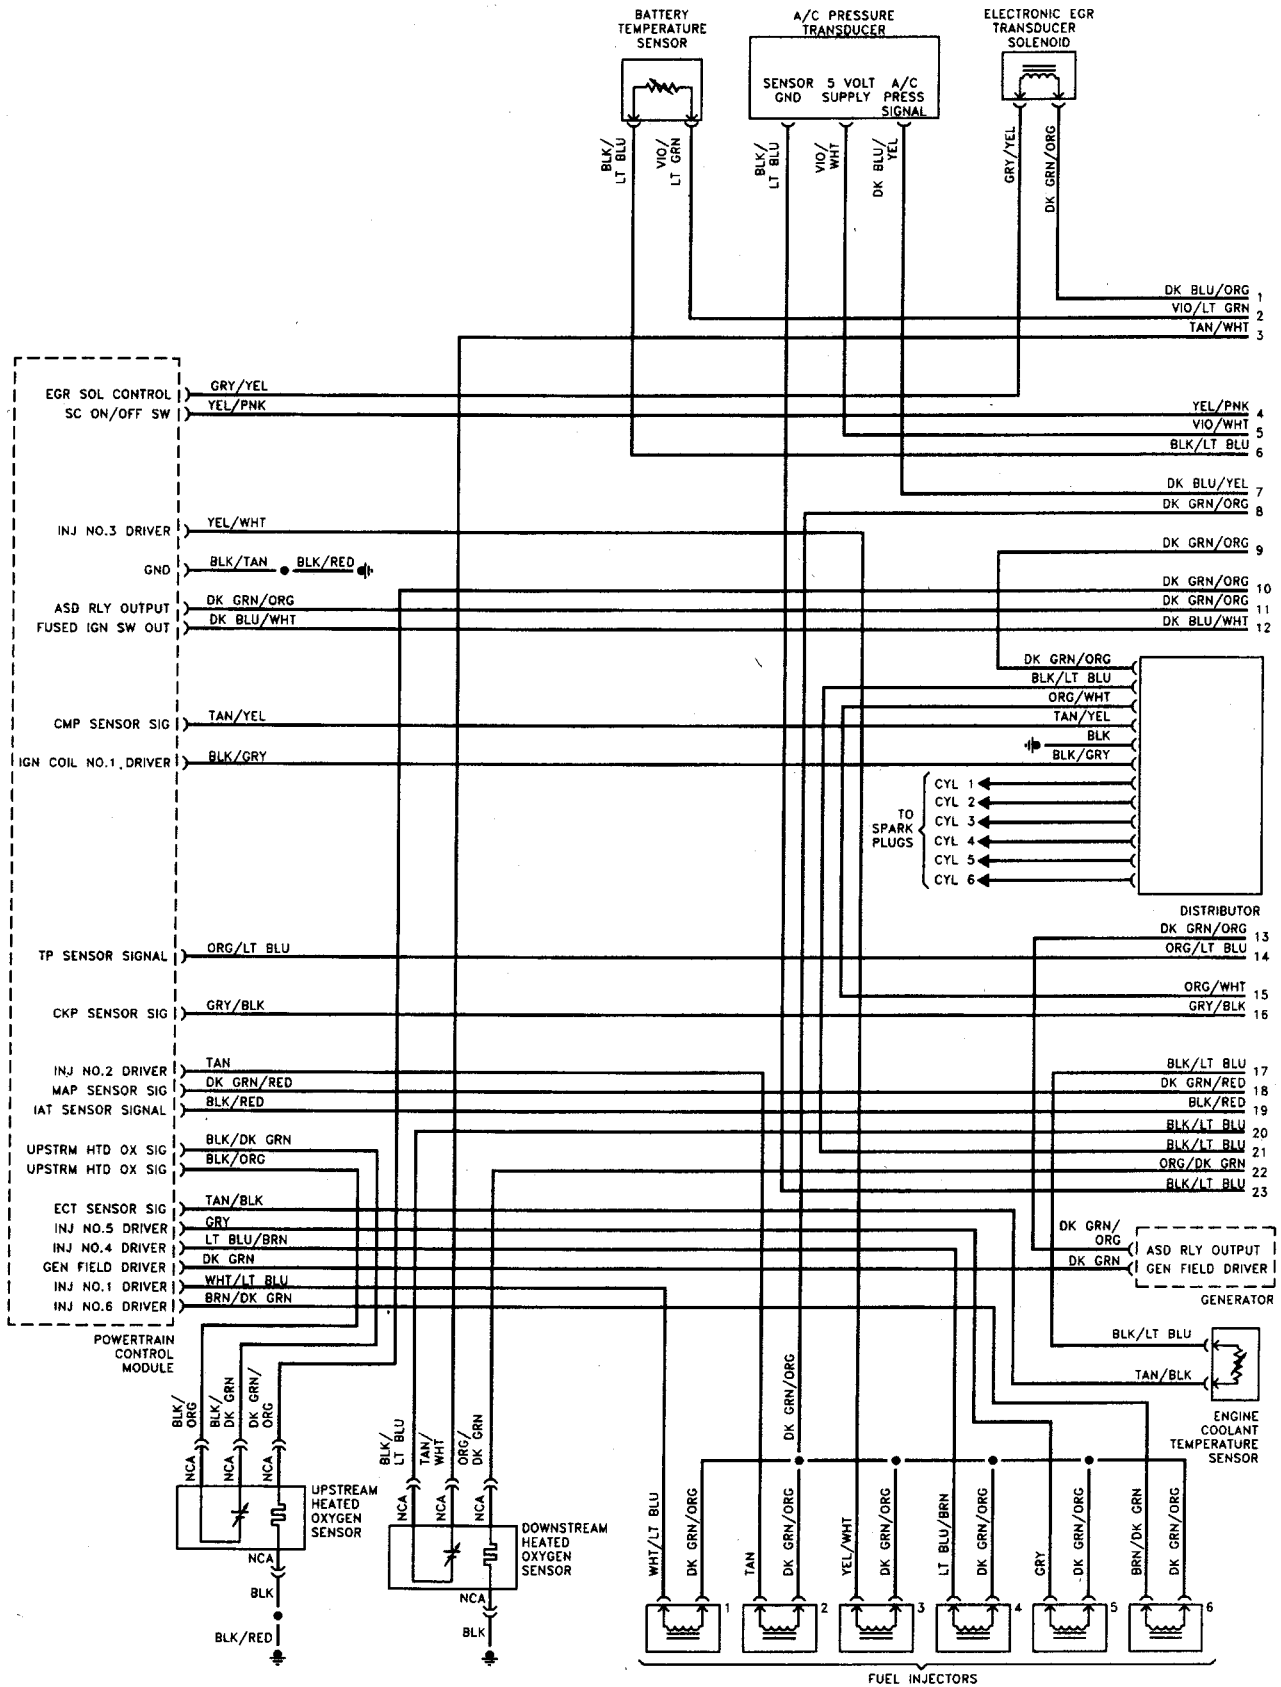 BATTERY
TEMPERATURE
SENSOR
A/C PRESSURE
TRANSDUCER
ELECTRONIC EGR
TRANSDUCER
SOLENOID
SENSOR
GND
5 VOLT
SUPPLY
A/C
PRESS
SIGNAL
BLK/
LT BLU
VIO/
LT GRN
BLK/
LT BLU
VIO/
WHT
DK BLU/
YEL
GRY/YEL
DK GRN/ORG
DK BLU/ORG 1
VIO/LT GRN 2
TAN/WHT 3
EGR SOL CONTROL GRY/YEL
SC ON/OFF SW YEL/PNK
YEL/PNK 4
VIO/WHT 5
BLK/LT BLU 6
DK BLU/YEL 7
DK GRN/ORG 8
INJ NO.3 DRIVER YEL/WHT
DK GRN/ORG 9
GND BLK/TAN BLK/RED
DK GRN/ORG 10
ASD RLY OUTPUT DK GRN/ORG
DK GRN/ORG 11
FUSED IGN SW OUT DK BLU/WHT
DK BLU/WHT 12
DK GRN/ORG
BLK/LT BLU
ORG/WHT
CMP SENSOR SIG TAN/YEL
TAN/YEL
BLK
IGN COIL NO.1 DRIVER BLK/GRY
BLK/GRY
TO
SPARK
PLUGS
CYL 1
CYL 2
CYL 3
CYL 4
CYL 5
CYL 6
DISTRIBUTOR
DK GRN/ORG 13
TP SENSOR SIGNAL ORG/LT BLU
ORG/LT BLU 14
ORG/WHT 15
CKP SENSOR SIG GRY/BLK
GRY/BLK 16
INJ NO.2 DRIVER TAN
BLK/LT BLU 17
MAP SENSOR SIG DK GRN/RED
DK GRN/RED 18
IAT SENSOR SIGNAL BLK/RED
BLK/RED 19
BLK/LT BLU 20
UPSTRM HTD OX SIG BLK/DK GRN
BLK/LT BLU 21
UPSTRM HTD OX SIG BLK/ORG
ORG/DK GRN 22
BLK/LT BLU 23
ECT SENSOR SIG TAN/BLK
INJ NO.5 DRIVER GRY
INJ NO.4 DRIVER LT BLU/BRN
GEN FIELD DRIVER DK GRN
INJ NO.1 DRIVER WHT/LT BLU
INJ NO.6 DRIVER BRN/DK GRN
POWERTRAIN
CONTROL
MODULE
DK GRN/
ORG
DK GRN
ASD RLY OUTPUT
GEN FIELD DRIVER
GENERATOR
BLK/LT BLU
TAN/BLK
ENGINE
COOLANT
TEMPERATURE
SENSOR
BLK/
ORG
BLK/
DK GRN
DK GRN/
ORG
NCA
NCA
NCA
UPSTREAM
HEATED
OXYGEN
SENSOR
NCA
BLK
BLK/RED
BLK/
LT BLU
TAN/
WHT
ORG/
DK GRN
NCA
NCA
NCA
DOWNSTREAM
HEATED
OXYGEN
SENSOR
NCA
BLK
DK GRN/ORG
WHT/LT BLU
DK GRN/ORG
TAN
DK GRN/ORG
YEL/WHT
DK GRN/ORG
LT BLU/BRN
DK GRN/ORG
GRY
DK GRN/ORG
BRN/DK GRN
DK GRN/ORG
1
2
3
4
5
6
FUEL INJECTORS